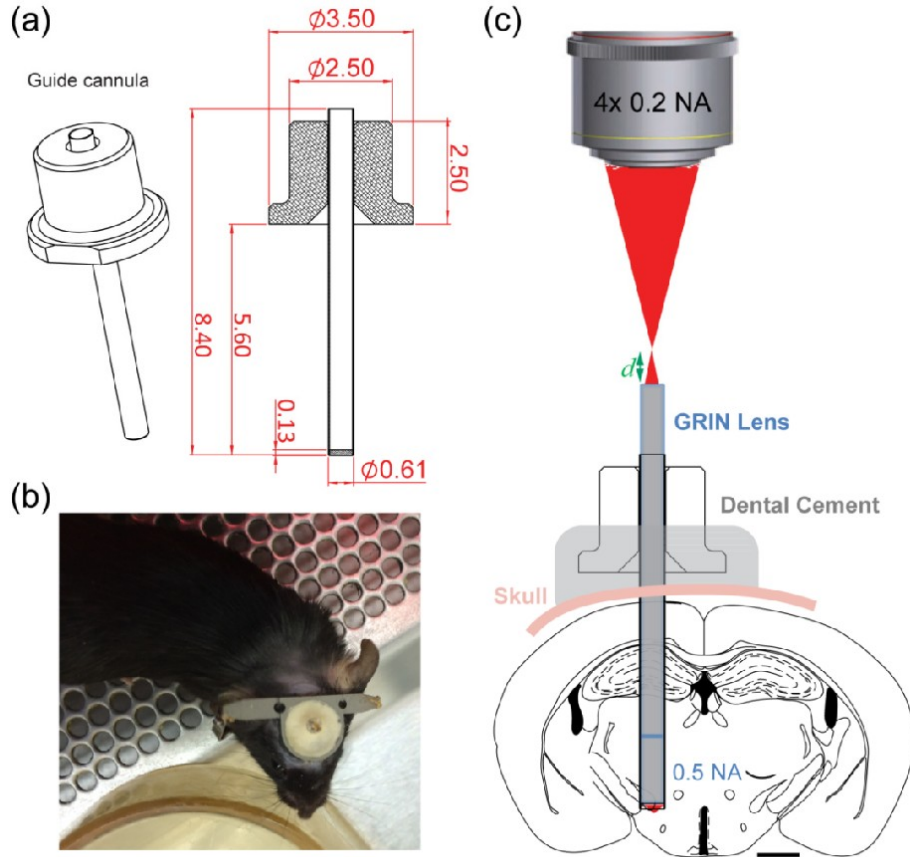 (a)
Guide cannula
Ø3.50
Ø2.50
2.50
8.40
5.60
0.13
Ø0.61
(b)
(c)
4x 0.2 NA
d
GRIN Lens
Dental Cement
Skull
0.5 NA